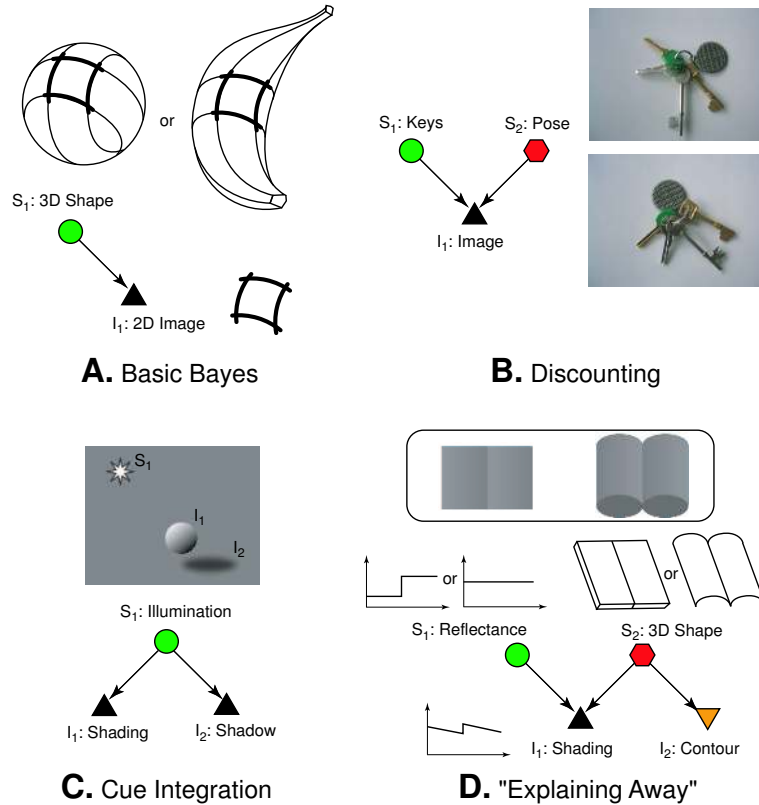 or
S₁: 3D Shape
I₁: 2D Image
A. Basic Bayes
S₁: Keys
S₂: Pose
I₁: Image
B. Discounting
S₁
I₁
I₂
S₁: Illumination
I₁: Shading
I₂: Shadow
C. Cue Integration
or
or
S₁: Reflectance
S₂: 3D Shape
I₁: Shading
I₂: Contour
D. "Explaining Away"